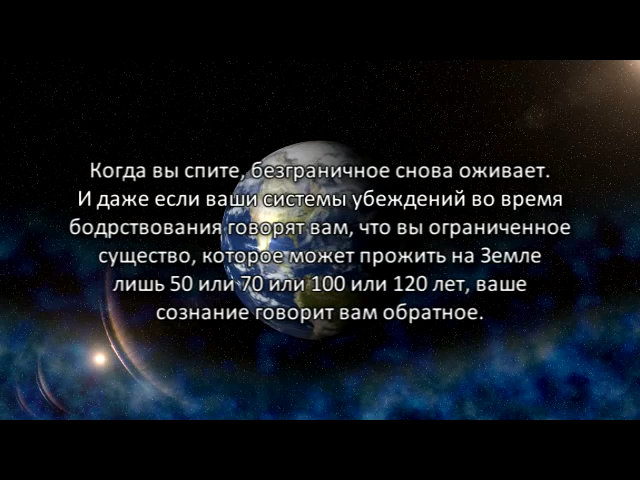 Когда вы спите, безграничное снова оживает.
И даже если ваши системы убеждений во время
бодрствования говорят вам, что вы ограниченное
существо, которое может прожить на Земле
лишь 50 или 70 или 100 или 120 лет, ваше
сознание говорит вам обратное.